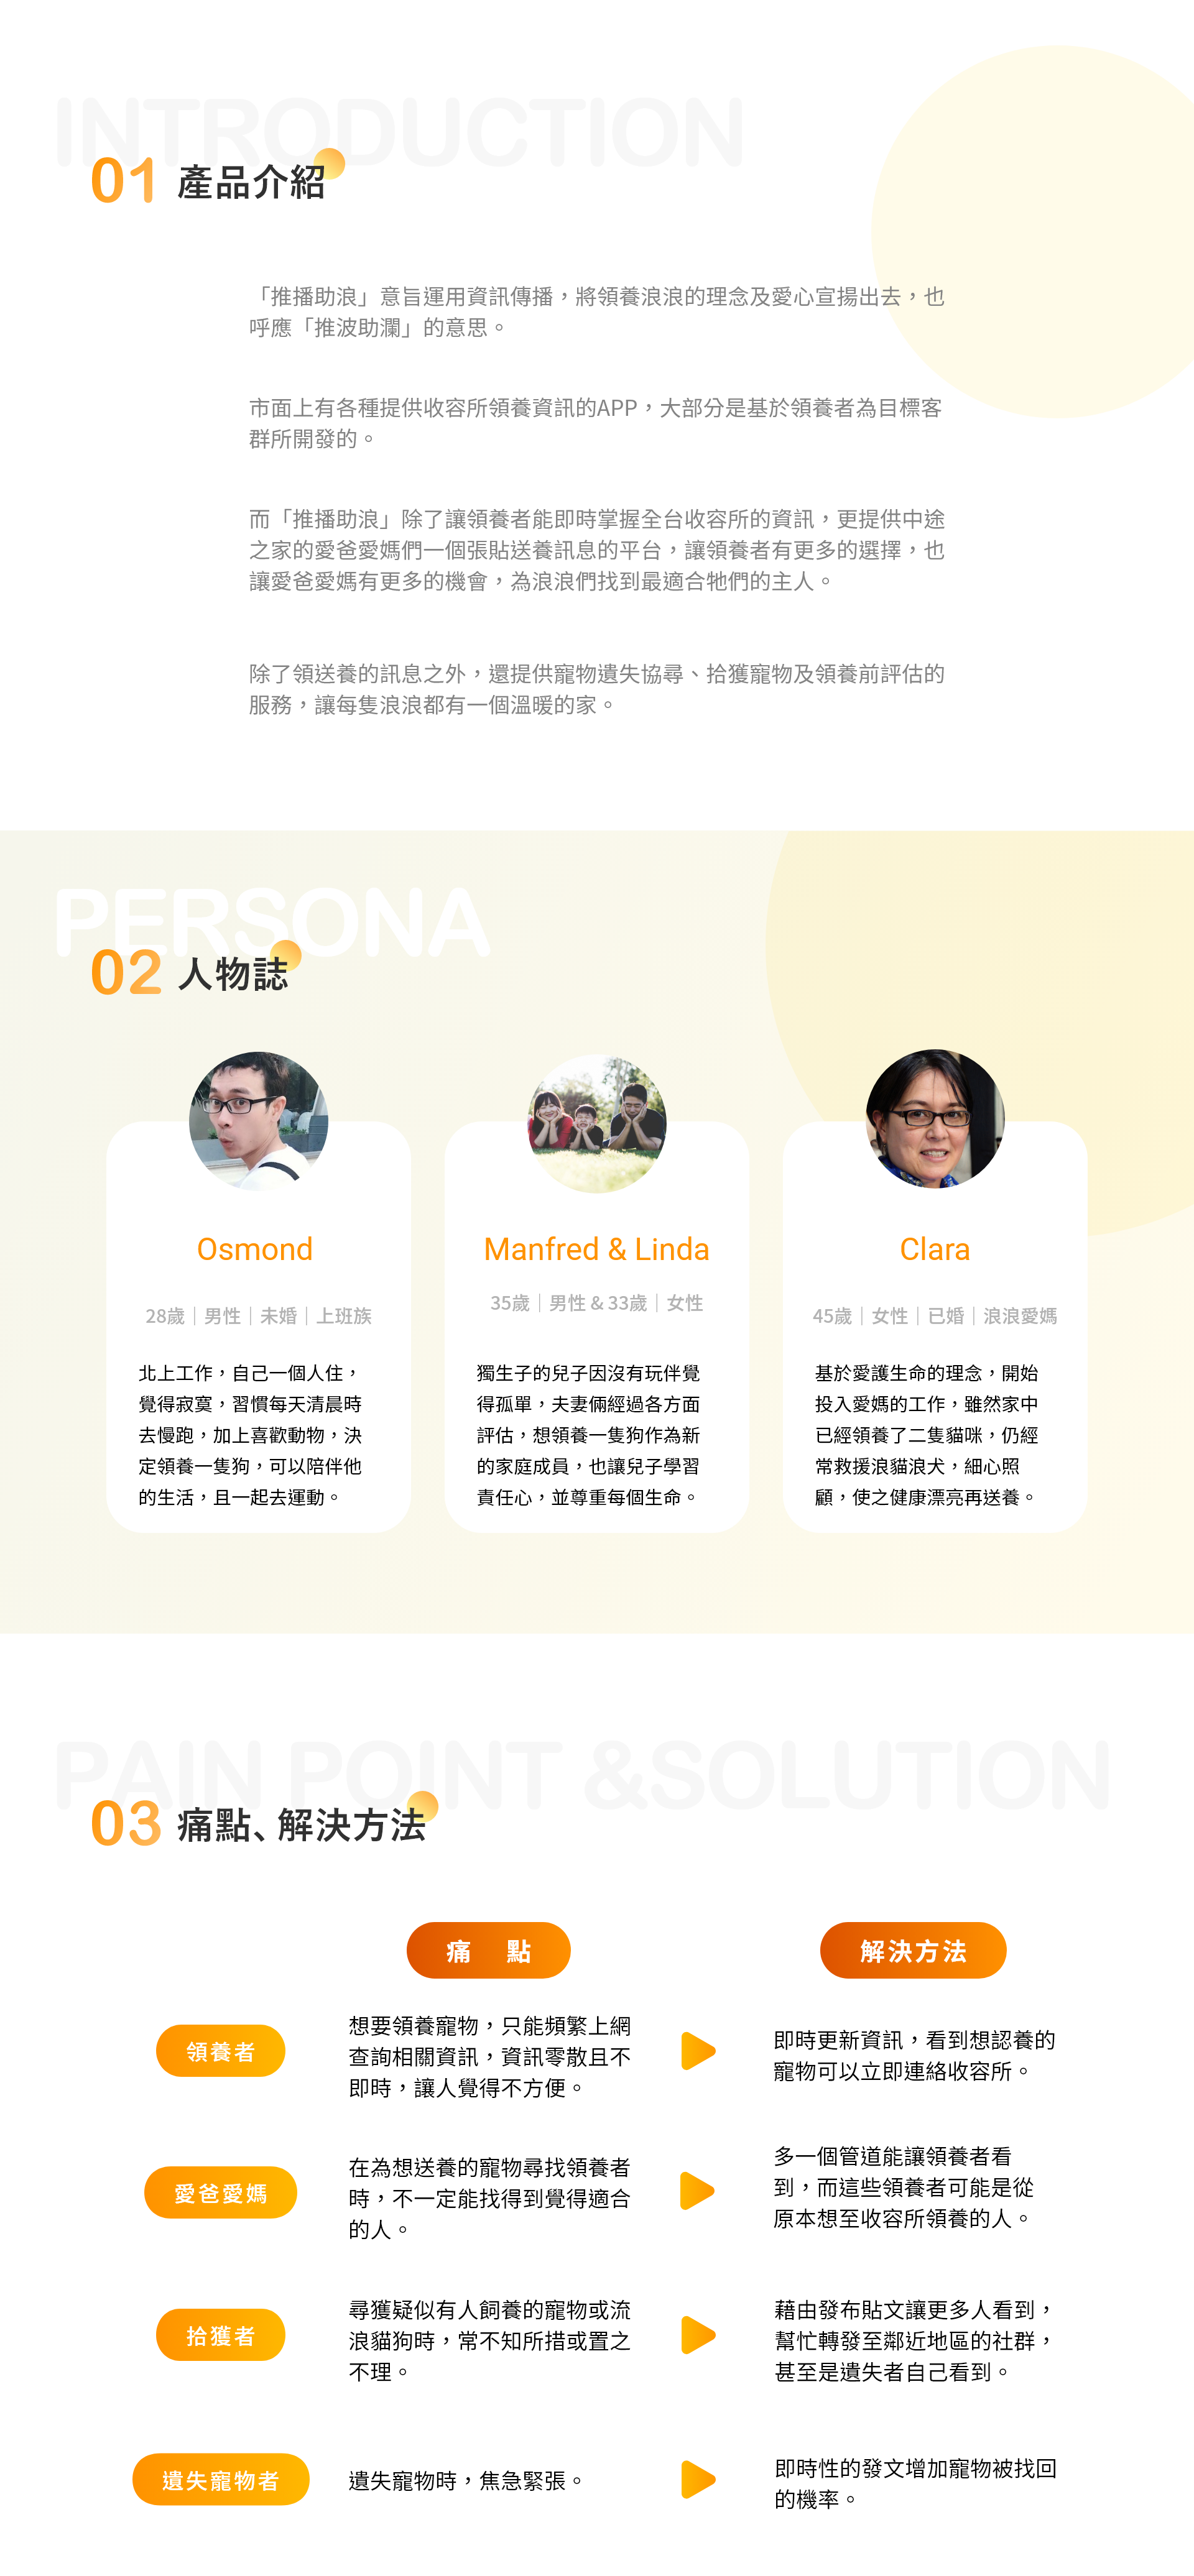 INTRODUCTION
01 產品介紹
「推播助浪」意旨運用資訊傳播，將領養浪浪的理念及愛心宣揚出去，也
呼應「推波助瀾」的意思。
市面上有各種提供收容所領養資訊的APP，大部分是基於領養者為目標客
群所開發的。
而「推播助浪」除了讓領養者能即時掌握全台收容所的資訊，更提供中途
之家的愛爸愛媽們一個張貼送養訊息的平台，讓領養者有更多的選擇，也
讓愛爸愛媽有更多的機會，為浪浪們找到最適合牠們的主人。
除了領送養的訊息之外，還提供寵物遺失協尋、拾獲寵物及領養前評估的
服務，讓每隻浪浪都有一個溫暖的家。
PERSONA
02 人物誌
Osmond
28歲｜男性｜未婚｜上班族
北上工作，自己一個人住，
覺得寂寞，習慣每天清晨時
去慢跑，加上喜歡動物，決
定領養一隻狗，可以陪伴他
的生活，且一起去運動。
Manfred & Linda
35歲｜男性 & 33歲｜女性
獨生子的兒子因沒有玩伴覺
得孤單，夫妻倆經過各方面
評估，想領養一隻狗作為新
的家庭成員，也讓兒子學習
責任心，並尊重每個生命。
Clara
45歲｜女性｜已婚｜浪浪愛媽
基於愛護生命的理念，開始
投入愛媽的工作，雖然家中
已經領養了二隻貓咪，仍經
常救援浪貓浪犬，細心照
顧，使之健康漂亮再送養。
PAIN POINT &SOLUTION
03 痛點、解決方法
痛 點
解決方法
領養者
想要領養寵物，只能頻繁上網
查詢相關資訊，資訊零散且不
即時，讓人覺得不方便。
即時更新資訊，看到想認養的
寵物可以立即連絡收容所。
愛爸愛媽
在為想送養的寵物尋找領養者
時，不一定能找得到覺得適合
的人。
多一個管道能讓領養者看
到，而這些領養者可能是從
原本想至收容所領養的人。
拾獲者
尋獲疑似有人飼養的寵物或流
浪貓狗時，常不知所措或置之
不理。
藉由發布貼文讓更多人看到，
幫忙轉發至鄰近地區的社群，
甚至是遺失者自己看到。
遺失寵物者
遺失寵物時，焦急緊張。
即時性的發文增加寵物被找回
的機率。